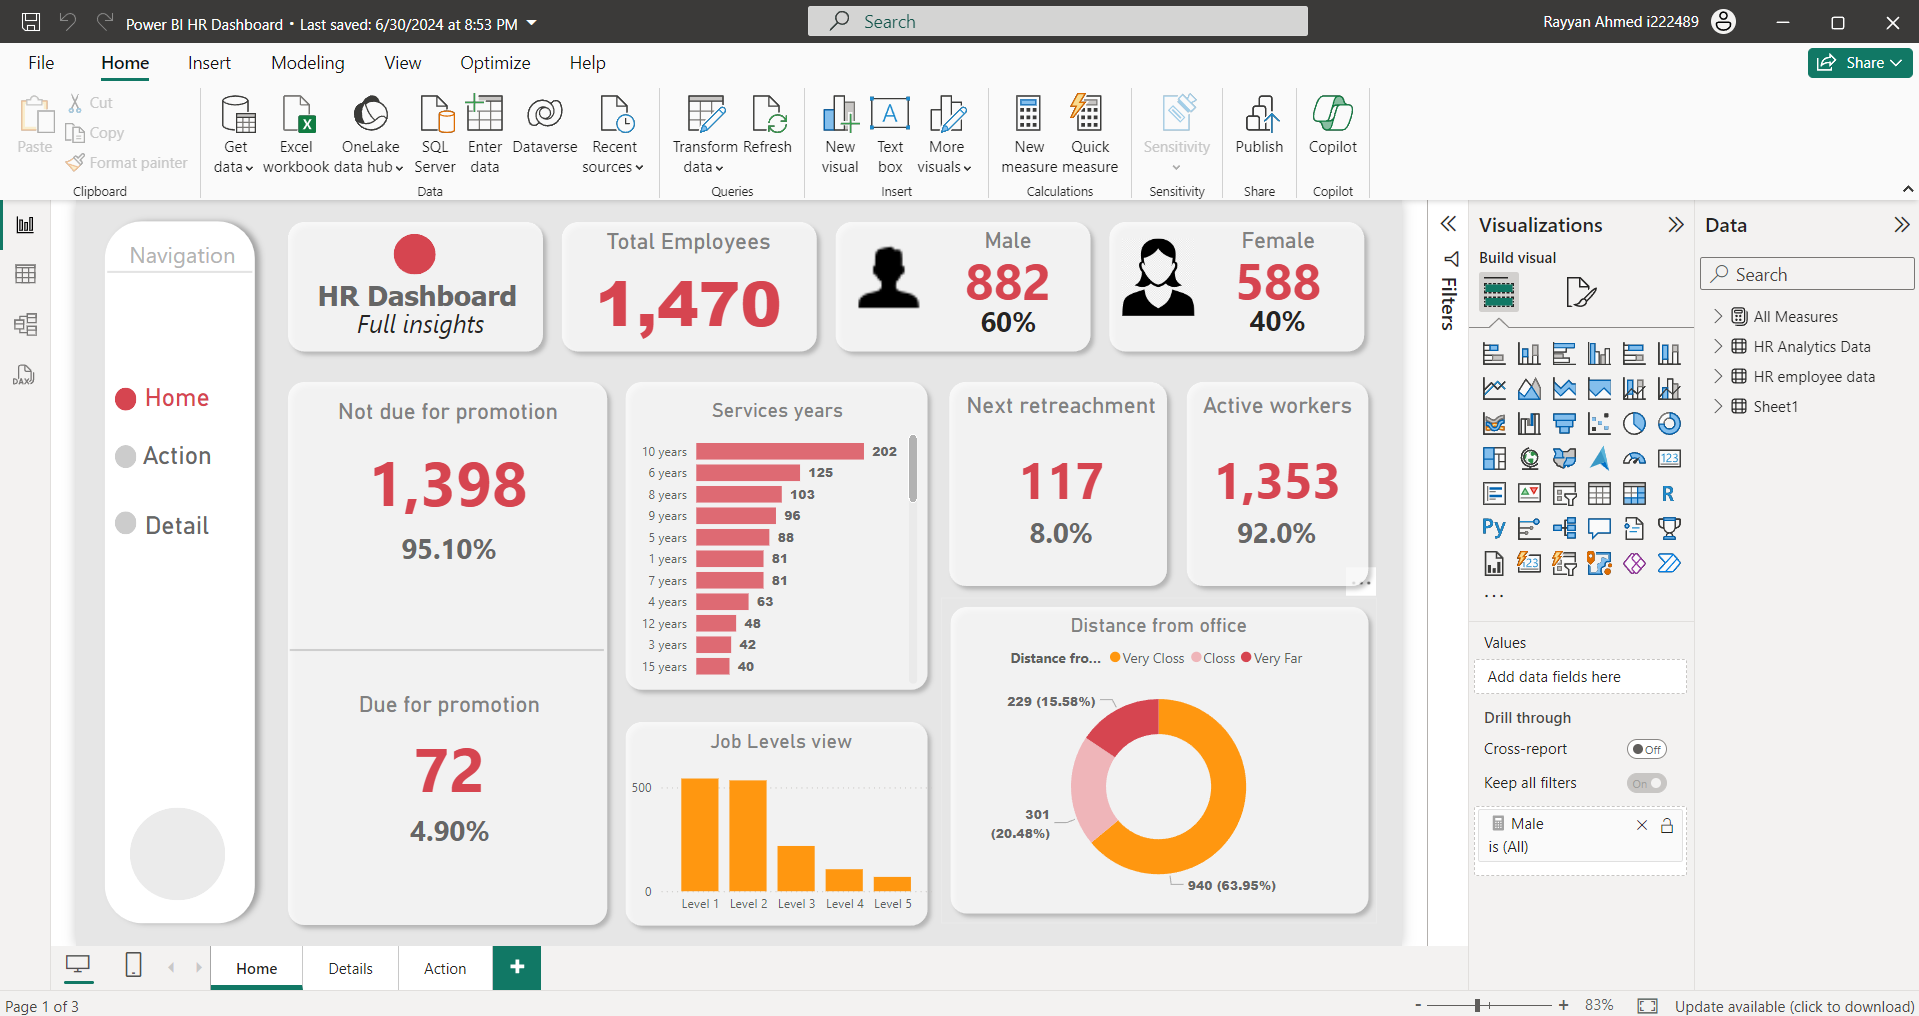 Power BI HR Dashboard • Last saved: 6/30/2024 at 8:53 PM
Search
Rayyan Ahmed i222489
File Home Insert Modeling View Optimize Help
Share
Paste
Cut
Copy
Format painter
Clipboard
Get data
Excel workbook
OneLake data hub
SQL Server
Enter data
Dataverse
Recent sources
Data
Transform data
Refresh
Queries
New visual
Text box
More visuals
Insert
New measure
Quick measure
Calculations
Sensitivity
Sensitivity
Publish
Share
Copilot
Copilot
Navigation
Home
Action
Detail
HR Dashboard
Full insights
Total Employees
1,470
Male
882
60%
Female
588
40%
Not due for promotion
1,398
95.10%
Due for promotion
72
4.90%
Services years
10 years 202
6 years 125
8 years 103
9 years 96
5 years 88
1 years 81
7 years 81
4 years 63
12 years 48
3 years 42
15 years 40
Job Levels view
500
0
Level 1 Level 2 Level 3 Level 4 Level 5
Next retreachment
117
8.0%
Active workers
1,353
92.0%
Distance from office
Distance fro... Very Closs Closs Very Far
229 (15.58%)
301
(20.48%)
940 (63.95%)
Filters
Visualizations
Build visual
123
R
Py
123
...
Values
Add data fields here
Drill through
Cross-report Off
Keep all filters On
Male
is (All)
Data
Search
All Measures
HR Analytics Data
HR employee data
Sheet1
DAX
Home Details Action +
Page 1 of 3
- + 83%
Update available (click to download)